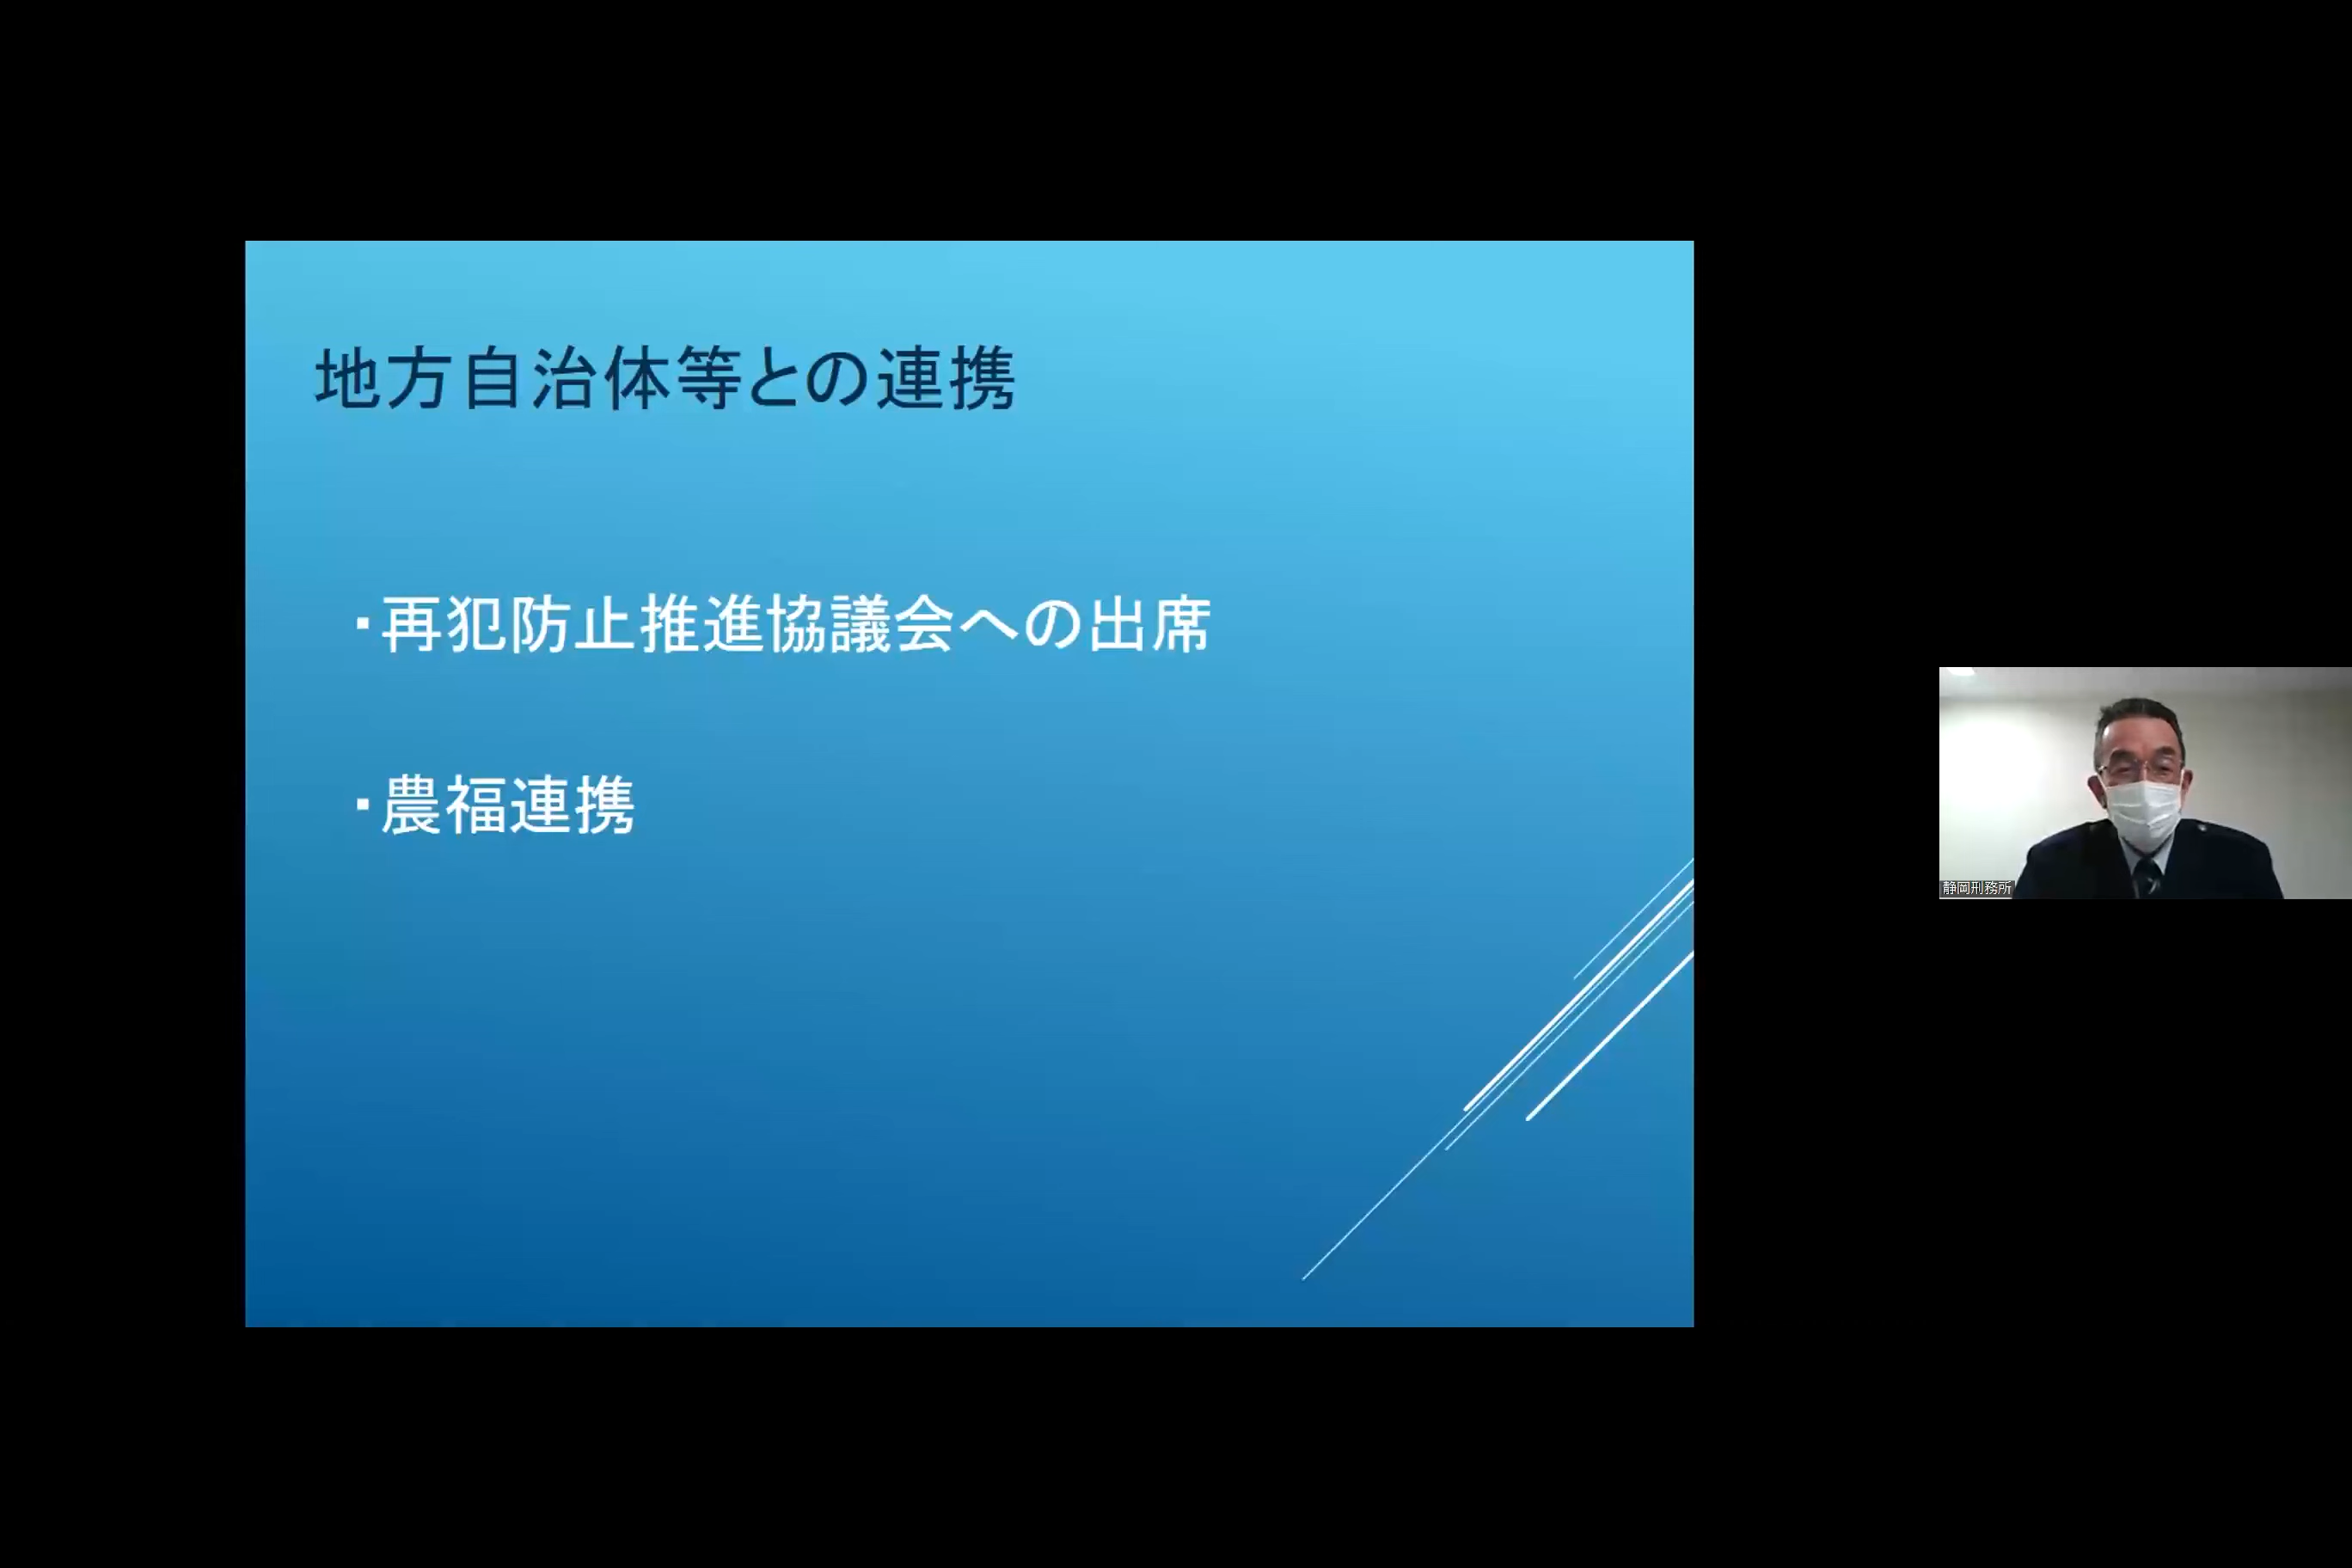 地方自治体等との連携
・再犯防止推進協議会への出席
・農福連携
静岡刑務所